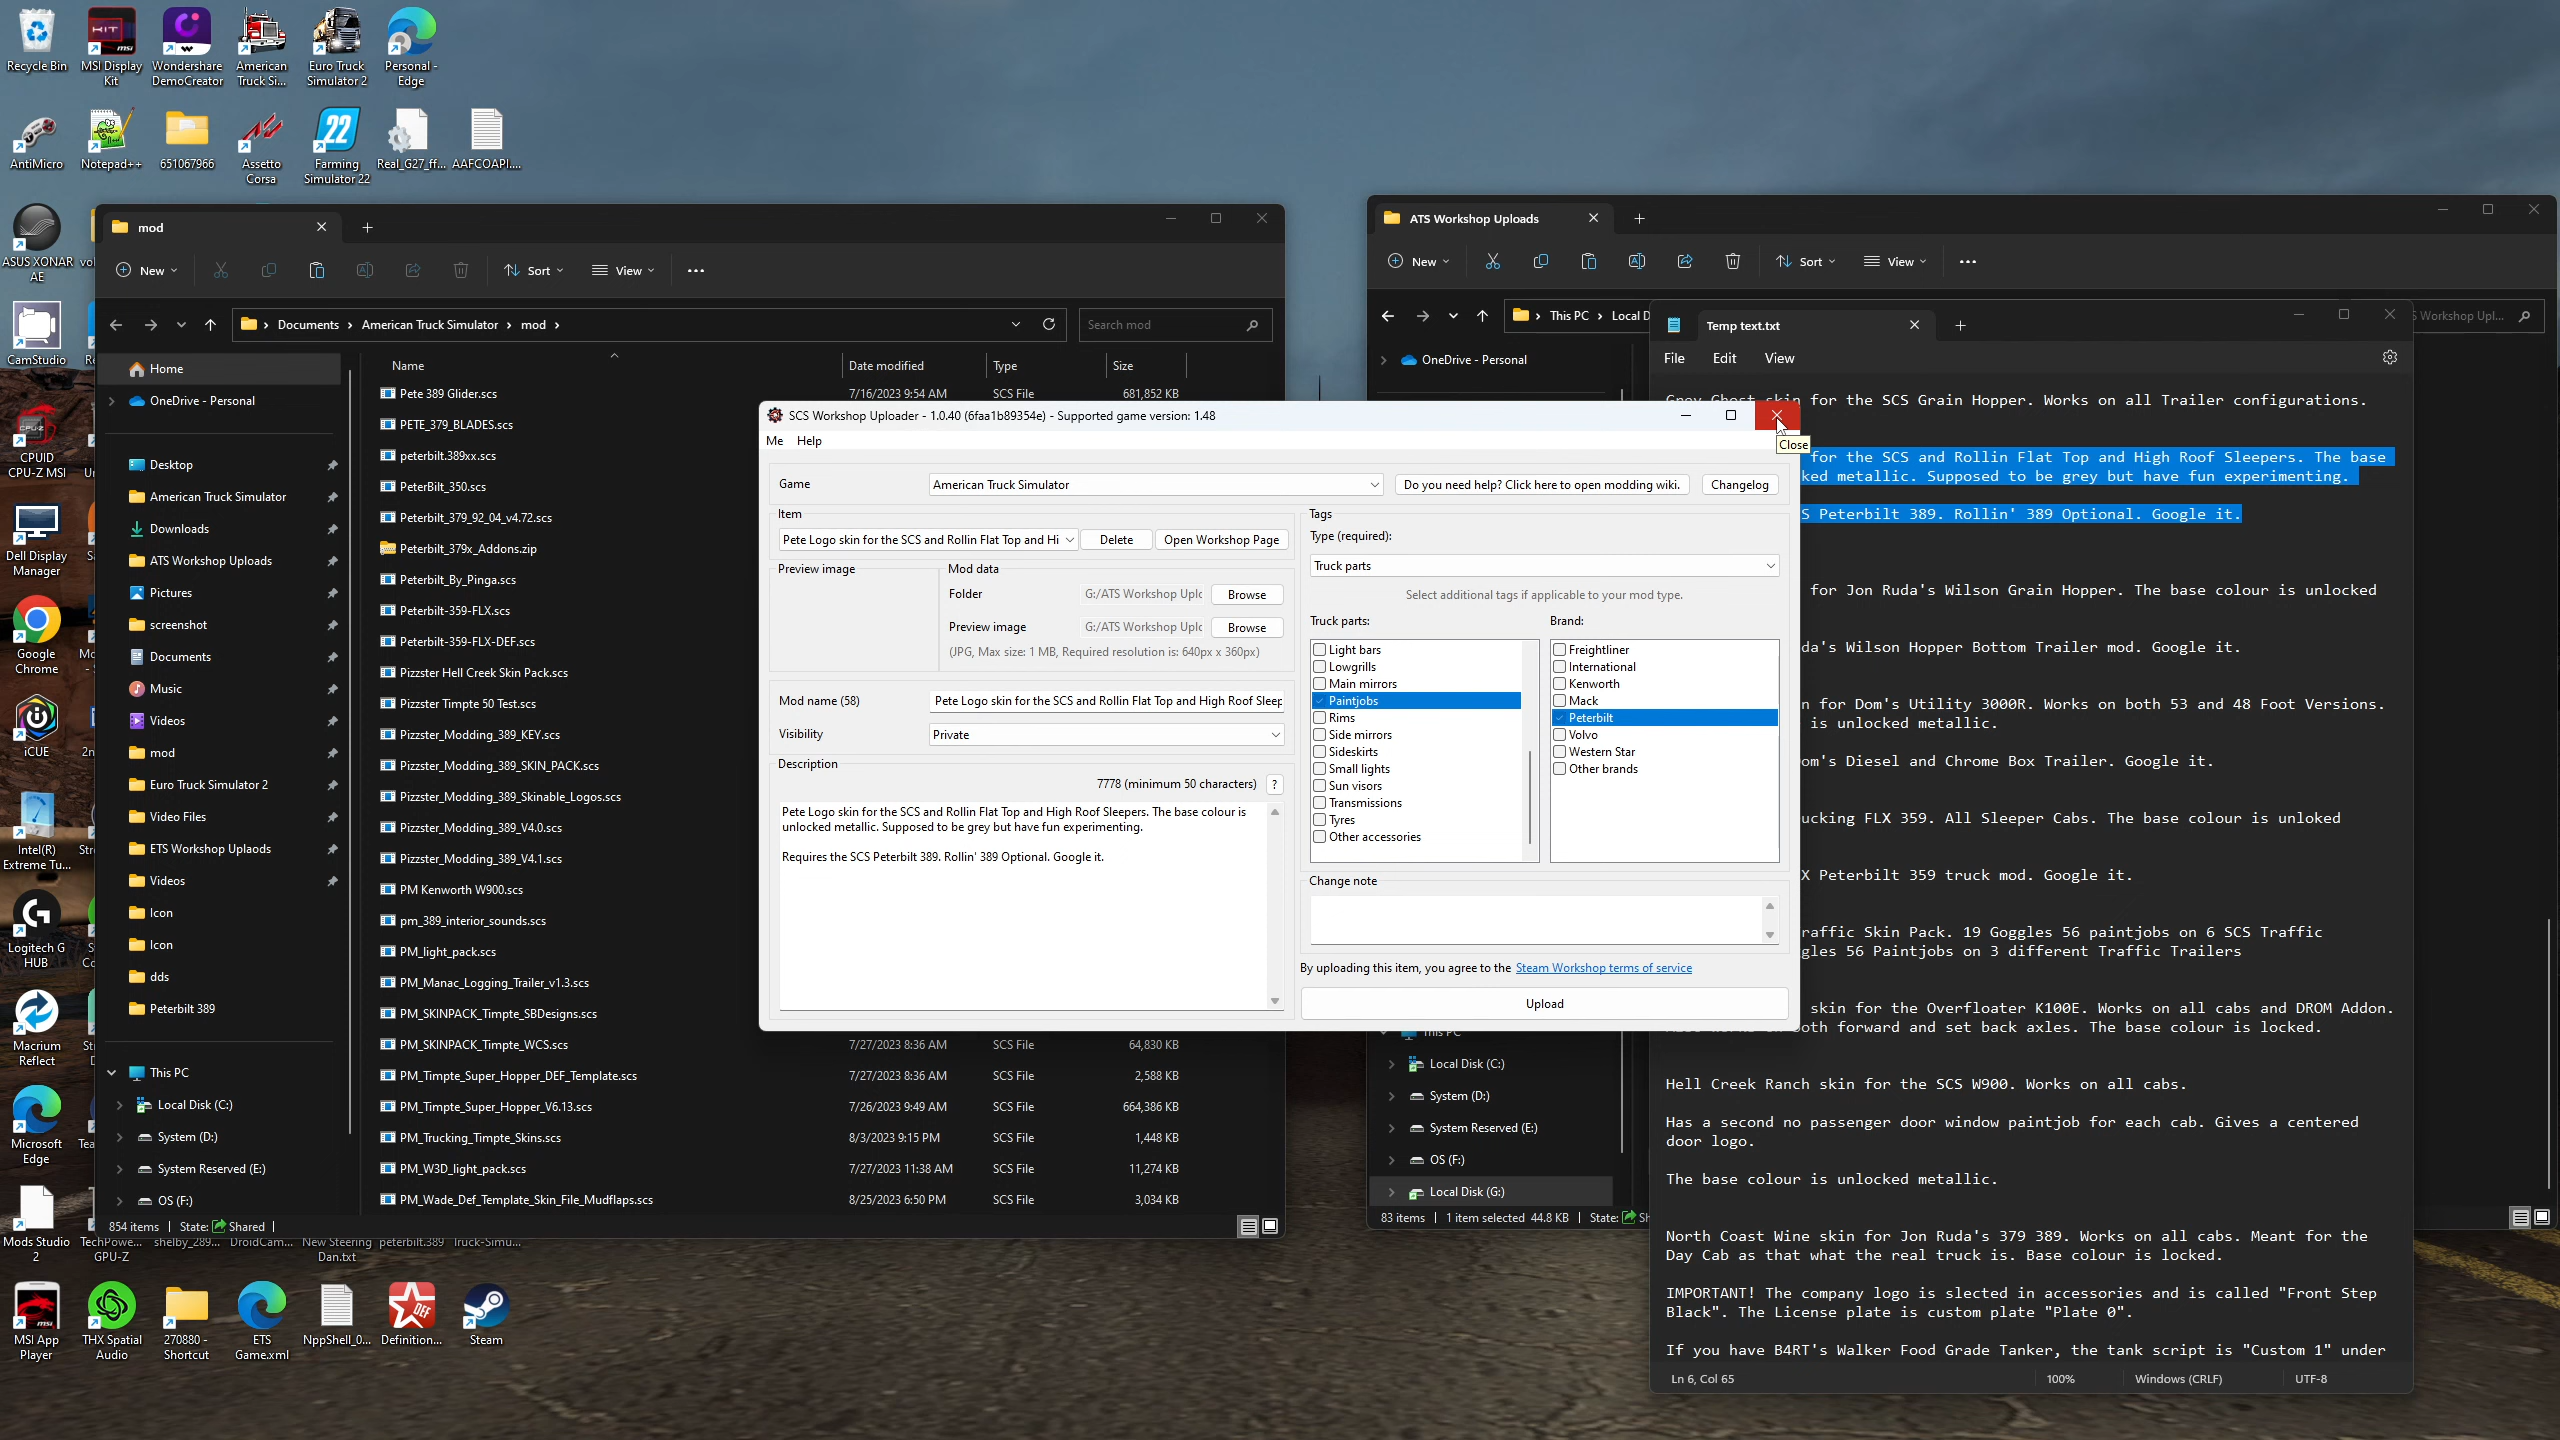 Recycle Bin
MSI Display Kit
Wondershare DemoCreator
American Truck Si...
Euro Truck Simulator 2
Personal - Edge
AntiMicro
Notepad++
651067966
Assetto Corsa
Farming Simulator 22
Real_G27_ff...
AAFCOAPI....
ASUS XONAR AE
CamStudio
CPUID CPU-Z MSI
Dell Display Manager
Google Chrome
iCUE
Intel(R) Extreme Tu...
Logitech G HUB
Macrium Reflect
Microsoft Edge
Mods Studio 2
TechPowe... GPU-Z
shelby_289...
DroidCam...
New Steering Dan.txt
peterbilt.389
Truck-Simu...
MSI App Player
THX Spatial Audio
270880 - Shortcut
ETS Game.xml
NppShell_0...
Definition...
Steam
mod
New
Sort
View
Documents > American Truck Simulator > mod >
Search mod
Home
OneDrive - Personal
Desktop
American Truck Simulator
Downloads
ATS Workshop Uploads
Pictures
screenshot
Documents
Music
Videos
mod
Euro Truck Simulator 2
Video Files
ETS Workshop Uplaods
Videos
Icon
Icon
dds
Peterbilt 389
This PC
Local Disk (C:)
System (D:)
System Reserved (E:)
OS (F:)
854 items | State: Shared |
Name Date modified Type Size
Pete 389 Glider.scs 7/16/2023 9:54 AM SCS File 681,852 KB
PETE_379_BLADES.scs
peterbilt.389xx.scs
PeterBilt_350.scs
Peterbilt_379_92_04_v4.72.scs
Peterbilt_379x_Addons.zip
Peterbilt_By_Pinga.scs
Peterbilt-359-FLX.scs
Peterbilt-359-FLX-DEF.scs
Pizzster Hell Creek Skin Pack.scs
Pizzster Timpte 50 Test.scs
Pizzster_Modding_389_KEY.scs
Pizzster_Modding_389_SKIN_PACK.scs
Pizzster_Modding_389_Skinable_Logos.scs
Pizzster_Modding_389_V4.0.scs
Pizzster_Modding_389_V4.1.scs
PM Kenworth W900.scs
pm_389_interior_sounds.scs
PM_light_pack.scs
PM_Manac_Logging_Trailer_v1.3.scs
PM_SKINPACK_Timpte_SBDesigns.scs
PM_SKINPACK_Timpte_WCS.scs 7/27/2023 8:36 AM SCS File 64,830 KB
PM_Timpte_Super_Hopper_DEF_Template.scs 7/27/2023 8:36 AM SCS File 2,588 KB
PM_Timpte_Super_Hopper_V6.13.scs 7/26/2023 9:49 AM SCS File 664,386 KB
PM_Trucking_Timpte_Skins.scs 8/3/2023 9:15 PM SCS File 1,448 KB
PM_W3D_light_pack.scs 7/27/2023 11:38 AM SCS File 11,274 KB
PM_Wade_Def_Template_Skin_File_Mudflaps.scs 8/25/2023 6:50 PM SCS File 3,034 KB
SCS Workshop Uploader - 1.0.40 (6faa1b89354e) - Supported game version: 1.48
Close
Me Help
Game American Truck Simulator Do you need help? Click here to open modding wiki. Changelog
Item
Pete Logo skin for the SCS and Rollin Flat Top and Hi Delete Open Workshop Page
Preview image
Mod data
Folder G:/ATS Workshop Uplc Browse
Preview image G:/ATS Workshop Uplc Browse
(JPG, Max size: 1 MB, Required resolution is: 640px x 360px)
Mod name (58) Pete Logo skin for the SCS and Rollin Flat Top and High Roof Sleep
Visibility Private
Description
7778 (minimum 50 characters) ?
Pete Logo skin for the SCS and Rollin Flat Top and High Roof Sleepers. The base colour is
unlocked metallic. Supposed to be grey but have fun experimenting.
Requires the SCS Peterbilt 389. Rollin' 389 Optional. Google it.
Tags
Type (required):
Truck parts
Select additional tags if applicable to your mod type.
Truck parts:
Light bars
Lowgrills
Main mirrors
Paintjobs
Rims
Side mirrors
Sideskirts
Small lights
Sun visors
Transmissions
Tyres
Other accessories
Brand:
Freightliner
International
Kenworth
Mack
Peterbilt
Volvo
Western Star
Other brands
Change note
By uploading this item, you agree to the Steam Workshop terms of service
Upload
ATS Workshop Uploads
New
Sort
View
This PC > Local D
S Workshop Upl...
OneDrive - Personal
This PC
Local Disk (C:)
System (D:)
System Reserved (E:)
OS (F:)
Local Disk (G:)
83 items | 1 item selected 44.8 KB | State: Sh
Temp text.txt
File Edit View
Grey Ghost skin for the SCS Grain Hopper. Works on all Trailer configurations.
for the SCS and Rollin Flat Top and High Roof Sleepers. The base
ked metallic. Supposed to be grey but have fun experimenting.
S Peterbilt 389. Rollin' 389 Optional. Google it.
for Jon Ruda's Wilson Grain Hopper. The base colour is unlocked
da's Wilson Hopper Bottom Trailer mod. Google it.
n for Dom's Utility 3000R. Works on both 53 and 48 Foot Versions.
is unlocked metallic.
om's Diesel and Chrome Box Trailer. Google it.
ucking FLX 359. All Sleeper Cabs. The base colour is unloked
X Peterbilt 359 truck mod. Google it.
raffic Skin Pack. 19 Goggles 56 paintjobs on 6 SCS Traffic
gles 56 Paintjobs on 3 different Traffic Trailers
skin for the Overfloater K100E. Works on all cabs and DROM Addon.
oth forward and set back axles. The base colour is locked.
Hell Creek Ranch skin for the SCS W900. Works on all cabs.
Has a second no passenger door window paintjob for each cab. Gives a centered
door logo.
The base colour is unlocked metallic.
North Coast Wine skin for Jon Ruda's 379 389. Works on all cabs. Meant for the
Day Cab as that what the real truck is. Base colour is locked.
IMPORTANT! The company logo is slected in accessories and is called "Front Step
Black". The License plate is custom plate "Plate 0".
If you have B4RT's Walker Food Grade Tanker, the tank script is "Custom 1" under
Ln 6, Col 65 100% Windows (CRLF) UTF-8